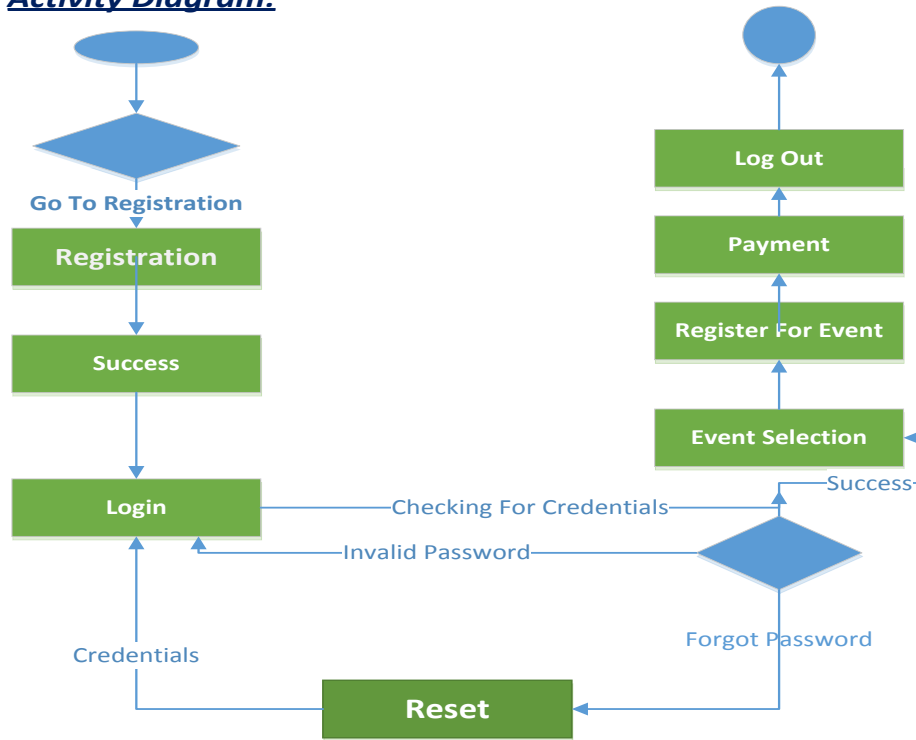 Activity Diagram:
Go To Registration
Registration
Success
Login
Checking For Credentials
Invalid Password
Credentials
Reset
Forgot Password
Success
Event Selection
Register For Event
Payment
Log Out